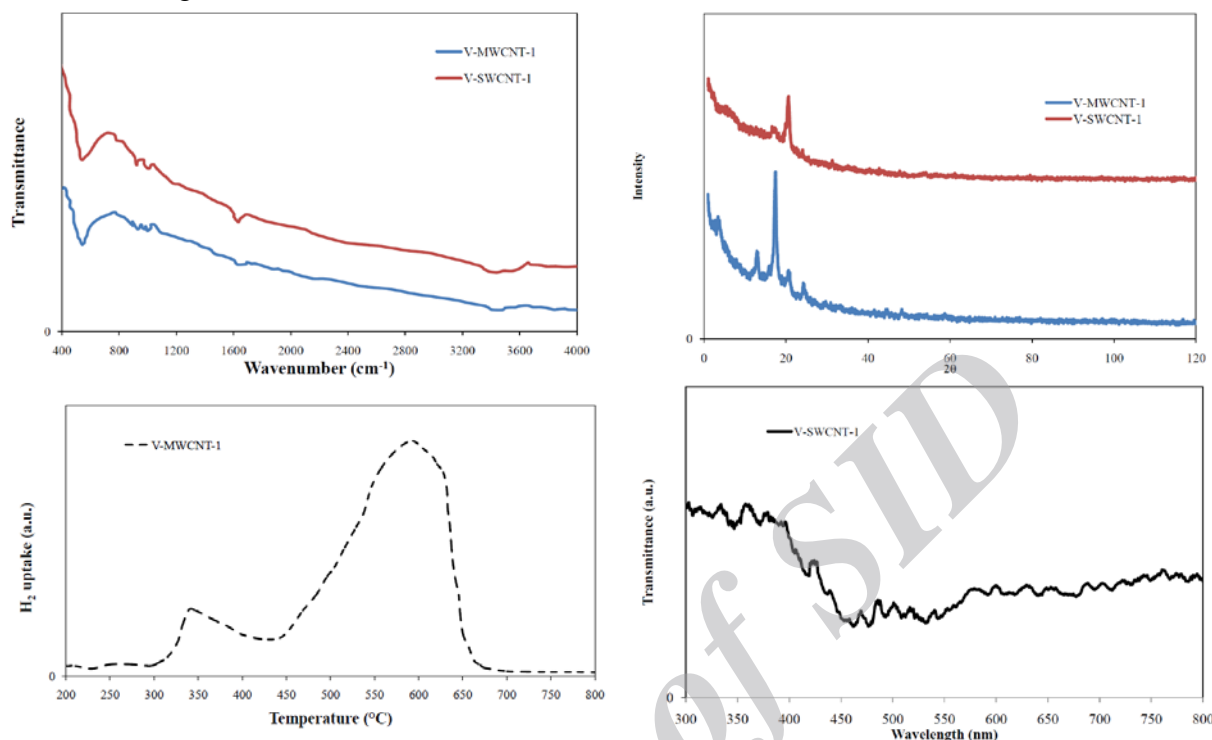 V-MWCNT-1
V-SWCNT-1
Transmittance
0
400 800 1200 1600 2000 2400 2800 3200 3600 4000
Wavenumber (cm⁻¹)
V-MWCNT-1
V-SWCNT-1
Intensity
0
0 20 40 60 80 100 120
2θ
V-MWCNT-1
H₂ uptake (a.u.)
0
200 250 300 350 400 450 500 550 600 650 700 750 800
Temperature (°C)
V-SWCNT-1
Transmittance (a.u.)
0
300 350 400 450 500 550 600 650 700 750 800
Wavelength (nm)
of SID